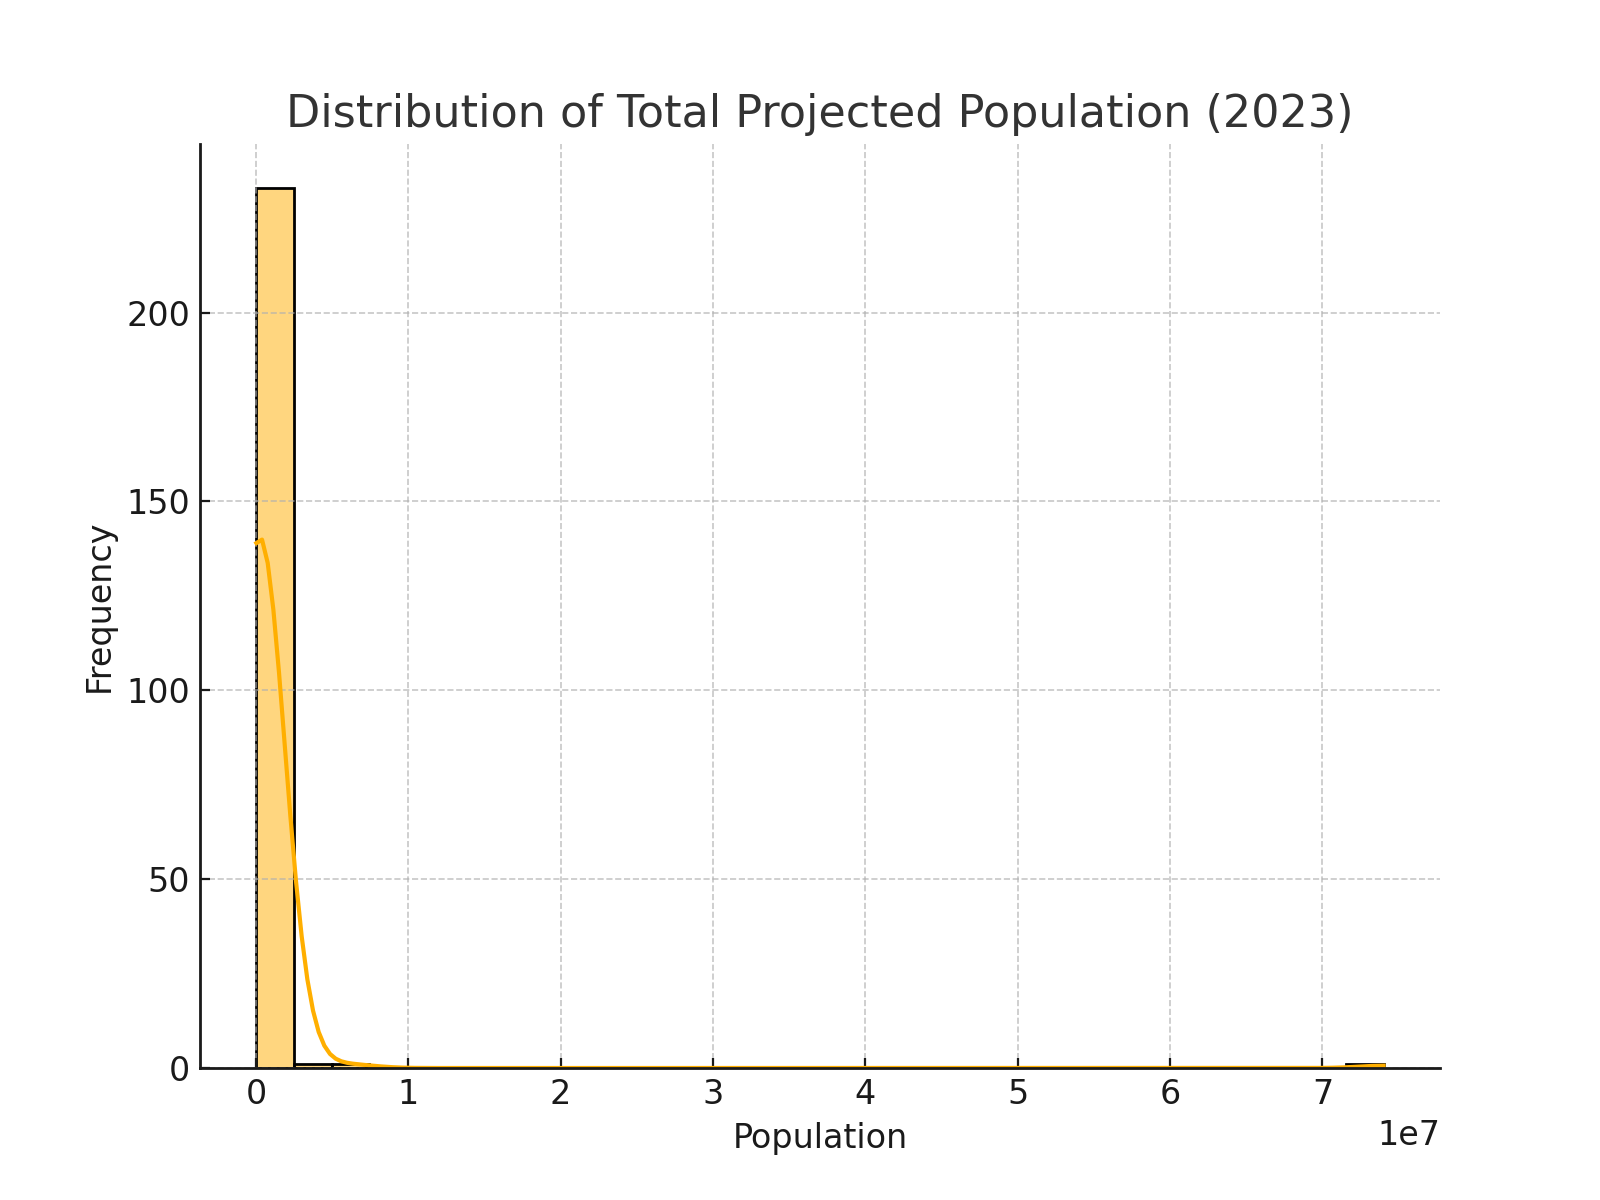 Distribution of Total Projected Population (2023)
Frequency
200
150
100
50
0
0 1 2 3 4 5 6 7
1e7
Population